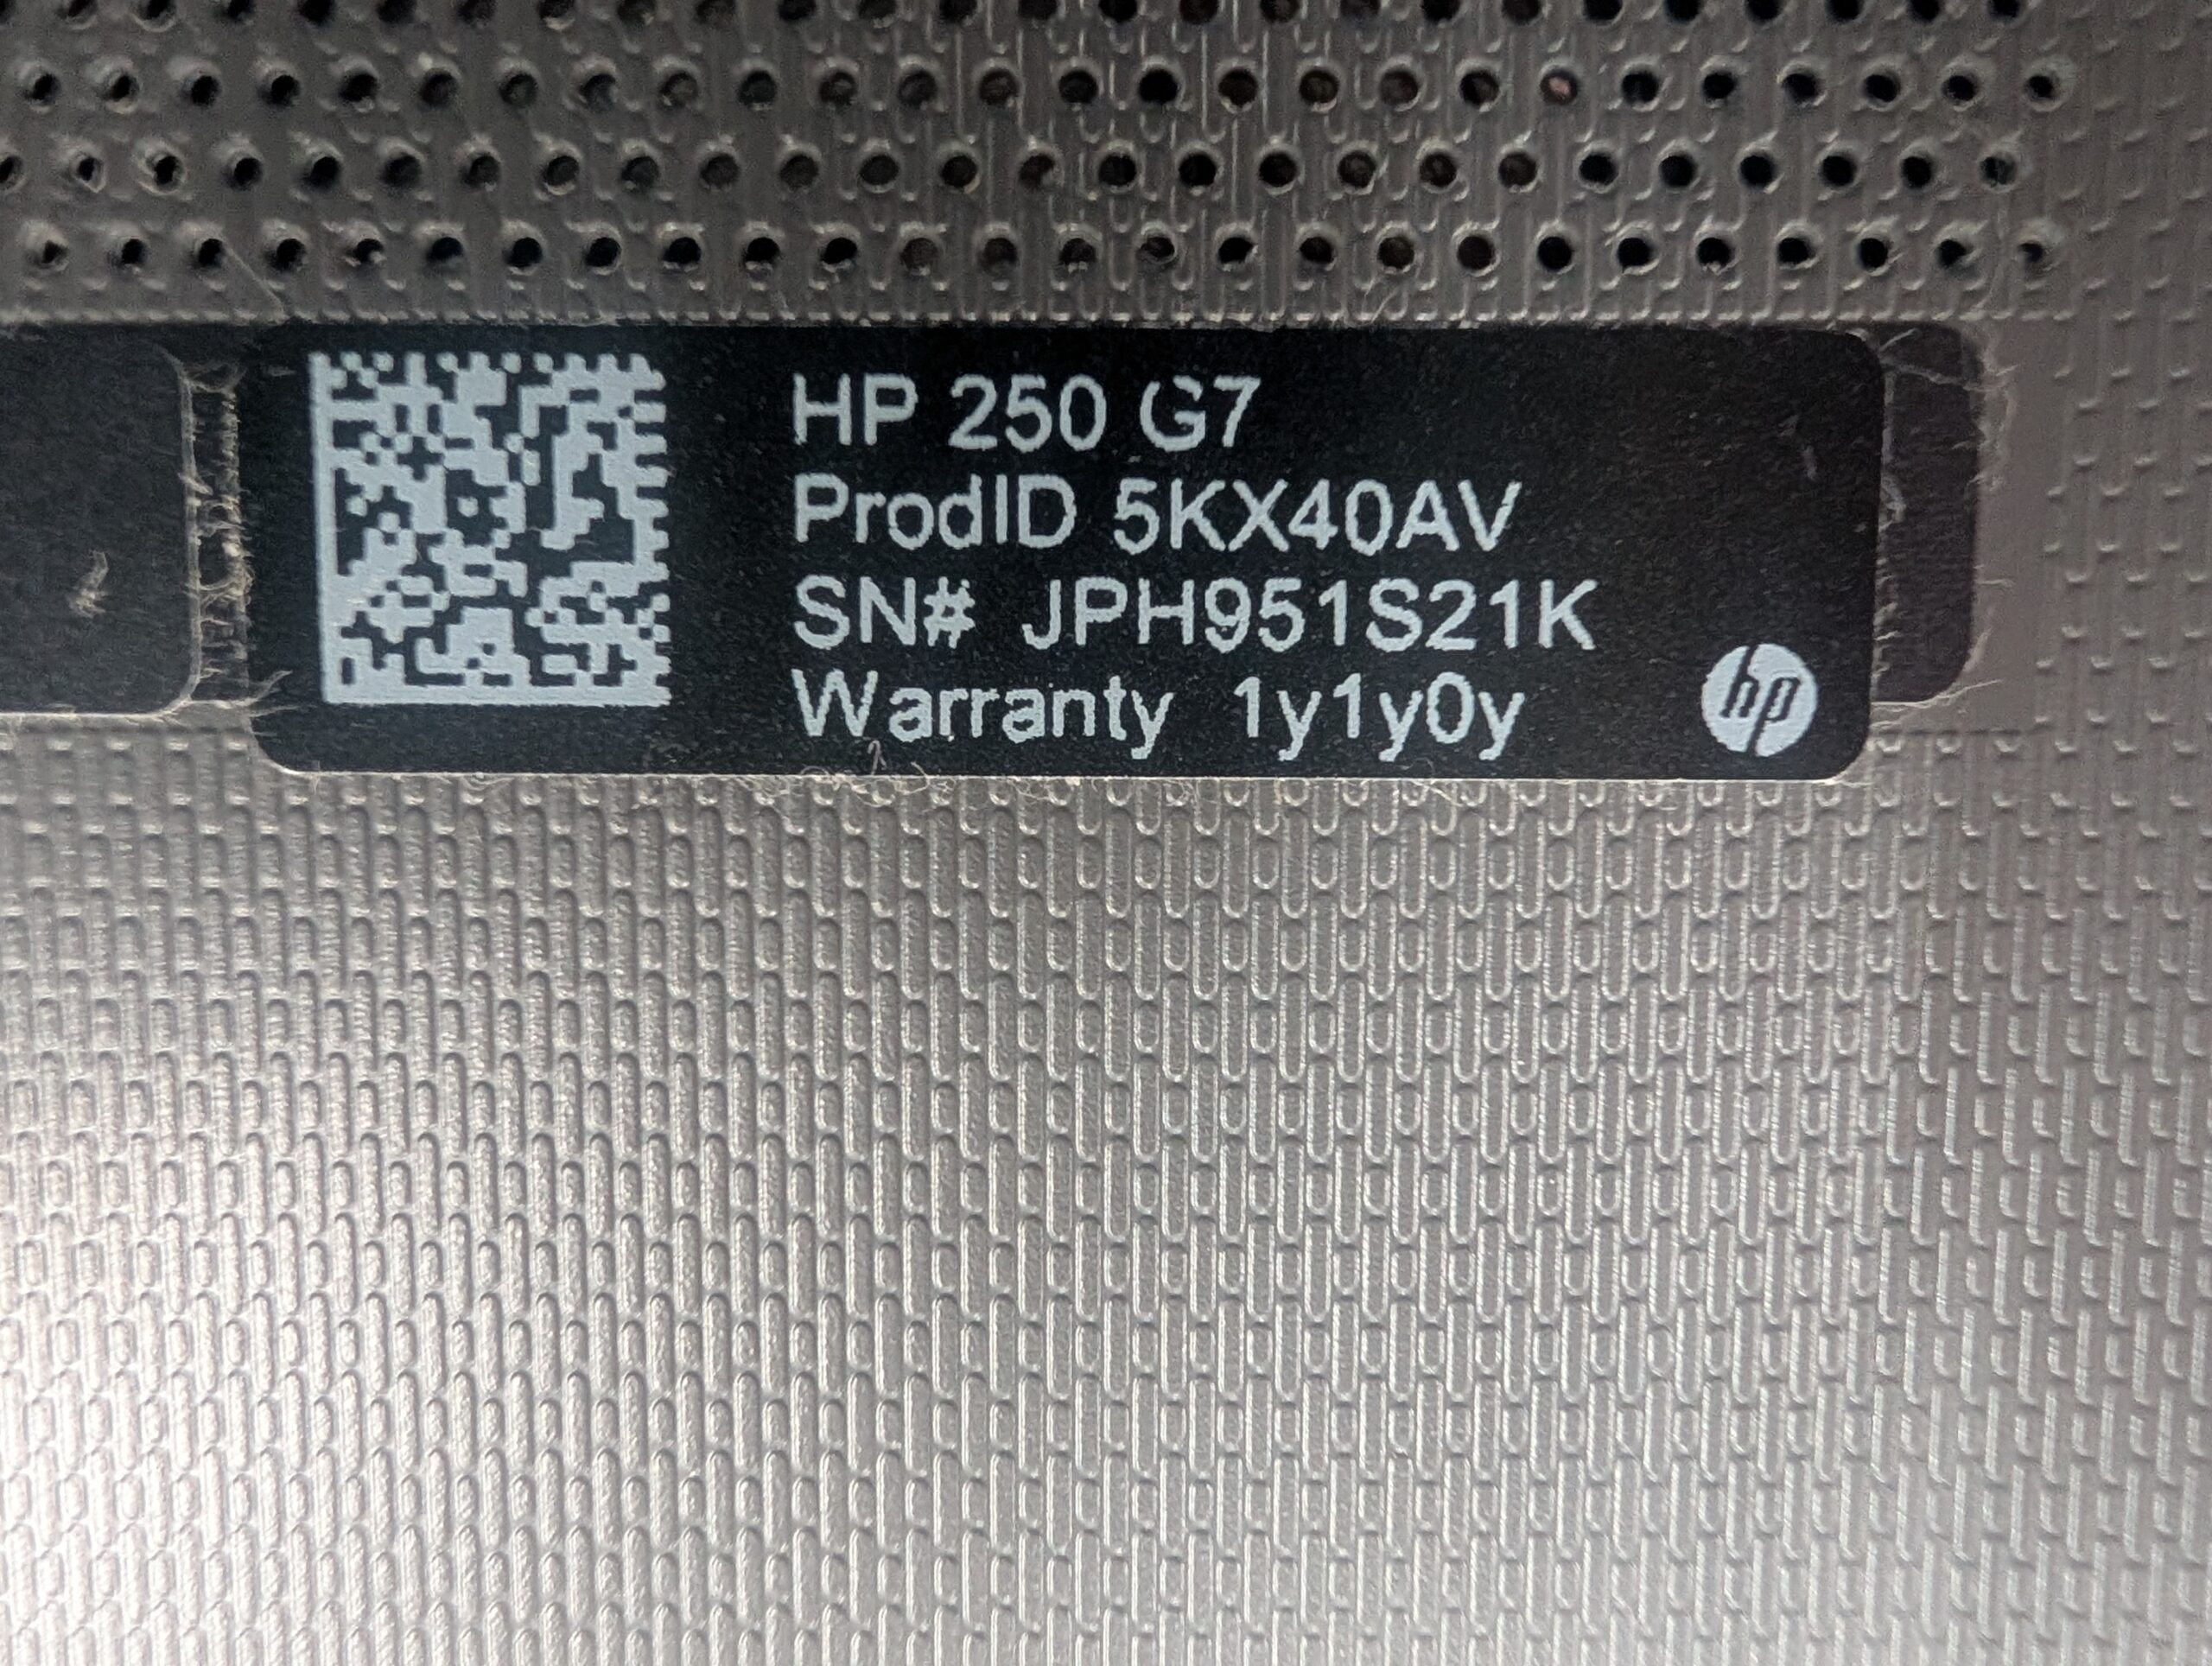 HP 250 G7
ProdID 5KX40AV
SN# JPH951S21K
Warranty 1y1y0y
hp